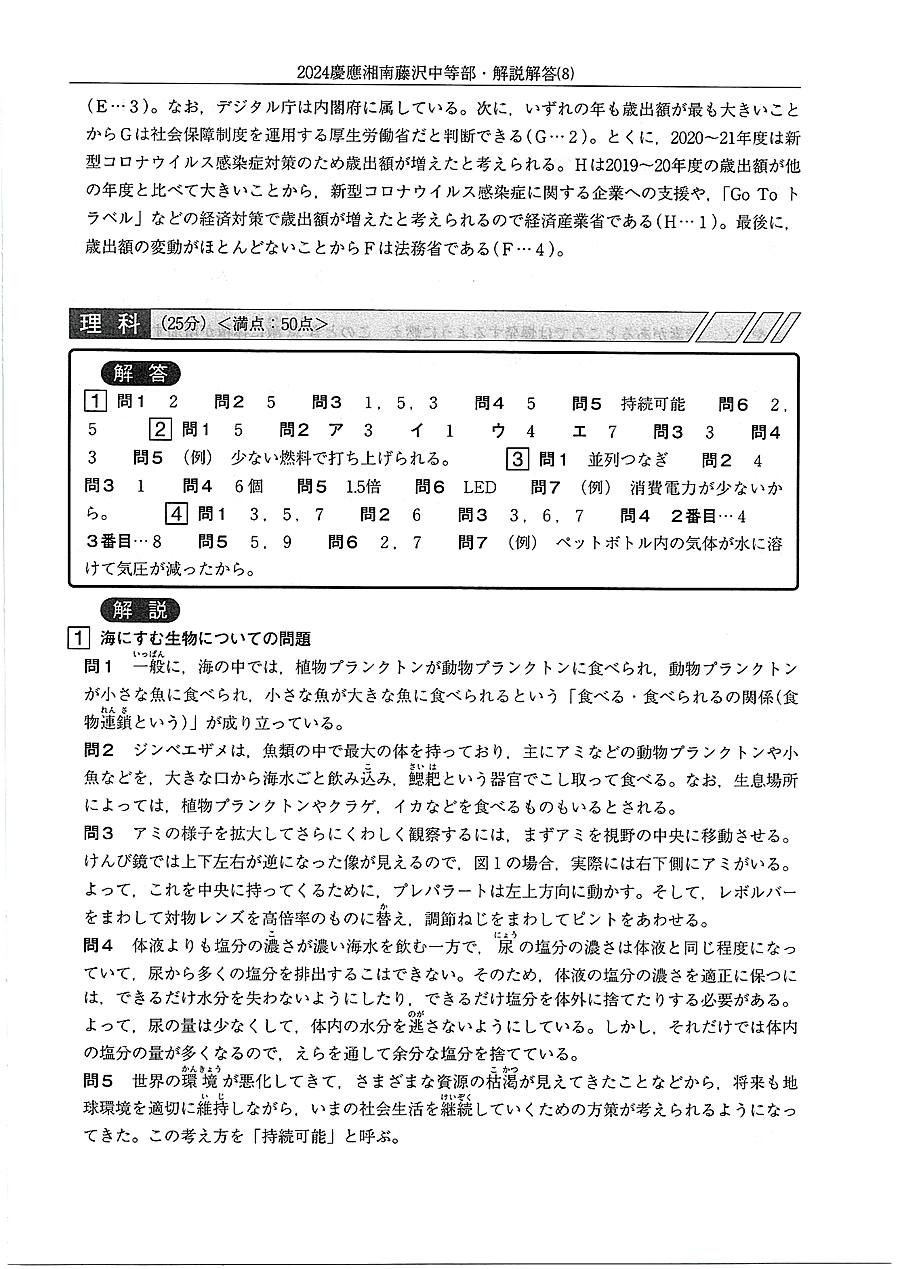 2024慶應湘南藤沢中等部・解説解答(8)
(E…3)。なお，デジタル庁は内閣府に属している。次に，いずれの年も歳出額が最も大きいこと
からGは社会保障制度を運用する厚生労働省だと判断できる(G…2)。とくに，2020～21年度は新
型コロナウイルス感染症対策のため歳出額が増えたと考えられる。Hは2019～20年度の歳出額が他
の年度と比べて大きいことから，新型コロナウイルス感染症に関する企業への支援や，「Go To ト
ラベル」などの経済対策で歳出額が増えたと考えられるので経済産業省である(H…1)。最後に，
歳出額の変動がほとんどないことからFは法務省である(F…4)。
理科 (25分) <満点：50点>
解答
1 問1 2 問2 5 問3 1，5，3 問4 5 問5 持続可能 問6 2，
5 2 問1 5 問2 ア 3 イ 1 ウ 4 エ 7 問3 3 問4
3 問5 (例) 少ない燃料で打ち上げられる。 3 問1 並列つなぎ 問2 4
問3 1 問4 6個 問5 1.5倍 問6 LED 問7 (例) 消費電力が少ないか
ら。 4 問1 3，5，7 問2 6 問3 3，6，7 問4 2番目…4
3番目…8 問5 5，9 問6 2，7 問7 (例) ペットボトル内の気体が水に溶
けて気圧が減ったから。
解説
1 海にすむ生物についての問題
いっぱん
問1 一般に，海の中では，植物プランクトンが動物プランクトンに食べられ，動物プランクトン
が小さな魚に食べられ，小さな魚が大きな魚に食べられるという「食べる・食べられるの関係(食
れんさ
物連鎖という)」が成り立っている。
問2 ジンベエザメは，魚類の中で最大の体を持っており，主にアミなどの動物プランクトンや小
こ さいは
魚などを，大きな口から海水ごと飲み込み，鰓耙という器官でこし取って食べる。なお，生息場所
によっては，植物プランクトンやクラゲ，イカなどを食べるものもいるとされる。
問3 アミの様子を拡大してさらにくわしく観察するには，まずアミを視野の中央に移動させる。
けんび鏡では上下左右が逆になった像が見えるので，図1の場合，実際には右下側にアミがいる。
よって，これを中央に持ってくるために，プレパラートは左上方向に動かす。そして，レボルバー
か
をまわして対物レンズを高倍率のものに替え，調節ねじをまわしてピントをあわせる。
こ にょう
問4 体液よりも塩分の濃さが濃い海水を飲む一方で，尿の塩分の濃さは体液と同じ程度になっ
ていて，尿から多くの塩分を排出するこはできない。そのため，体液の塩分の濃さを適正に保つに
は，できるだけ水分を失わないようにしたり，できるだけ塩分を体外に捨てたりする必要がある。
のが
よって，尿の量は少なくして，体内の水分を逃さないようにしている。しかし，それだけでは体内
の塩分の量が多くなるので，えらを通して余分な塩分を捨てている。
かんきょう こかつ
問5 世界の環境が悪化してきて，さまざまな資源の枯渇が見えてきたことなどから，将来も地
いじ けいぞく
球環境を適切に維持しながら，いまの社会生活を継続していくための方策が考えられるようになっ
てきた。この考え方を「持続可能」と呼ぶ。